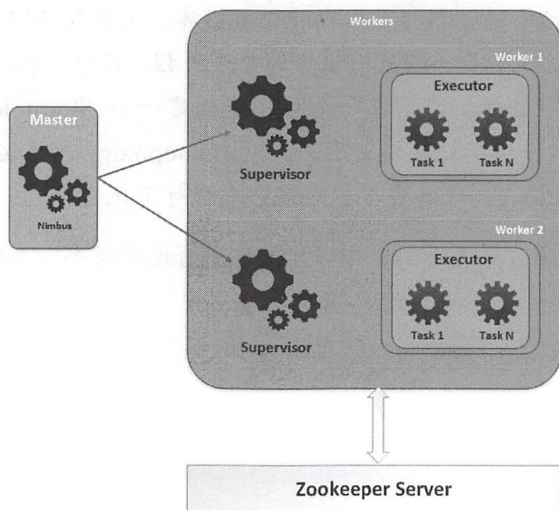 Workers
Worker 1
Master
Nimbus
Supervisor
Executor
Task 1
Task N
Worker 2
Supervisor
Executor
Task 1
Task N
Zookeeper Server